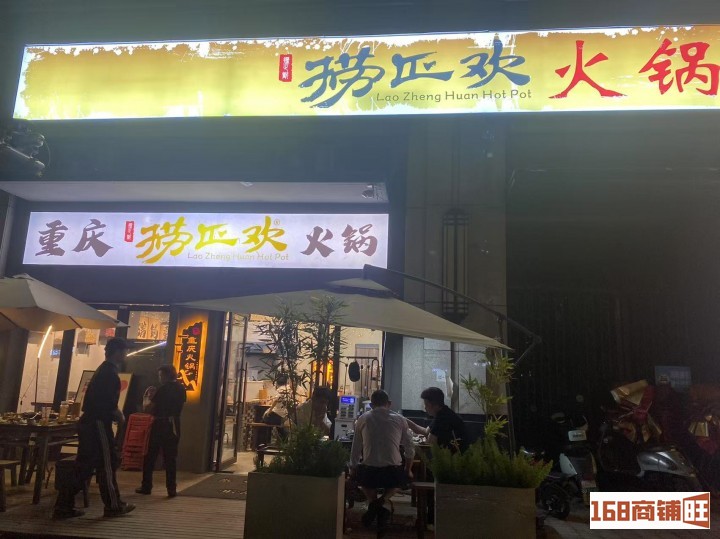 捞正欢火锅
Lao Zheng Huan Hot Pot
重庆捞正欢火锅
Lao Zheng Huan Hot Pot
重庆火锅
168商铺旺